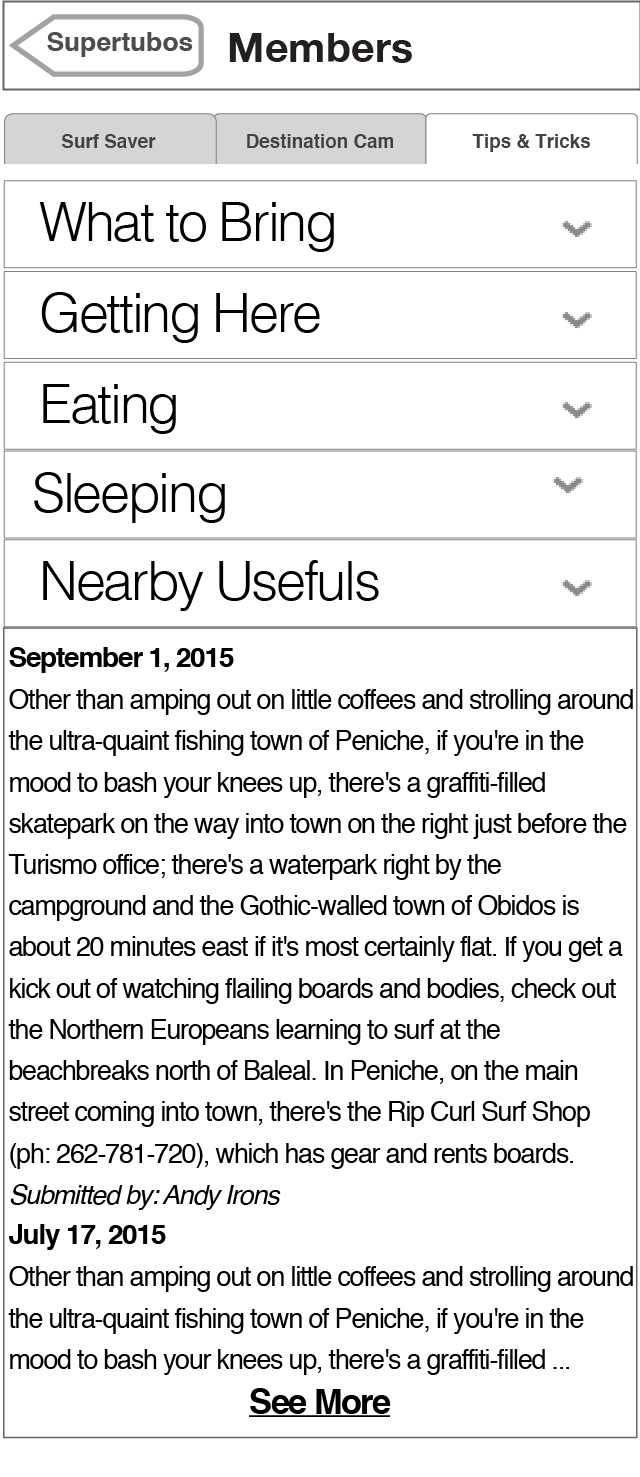 Supertubos
Members
Surf Saver
Destination Cam
Tips & Tricks
What to Bring
Getting Here
Eating
Sleeping
Nearby Usefuls
September 1, 2015
Other than amping out on little coffees and strolling around
the ultra-quaint fishing town of Peniche, if you're in the
mood to bash your knees up, there's a graffiti-filled
skatepark on the way into town on the right just before the
Turismo office; there's a waterpark right by the
campground and the Gothic-walled town of Obidos is
about 20 minutes east if it's most certainly flat. If you get a
kick out of watching flailing boards and bodies, check out
the Northern Europeans learning to surf at the
beachbreaks north of Baleal. In Peniche, on the main
street coming into town, there's the Rip Curl Surf Shop
(ph: 262-781-720), which has gear and rents boards.
Submitted by: Andy Irons
July 17, 2015
Other than amping out on little coffees and strolling around
the ultra-quaint fishing town of Peniche, if you're in the
mood to bash your knees up, there's a graffiti-filled ...
See More